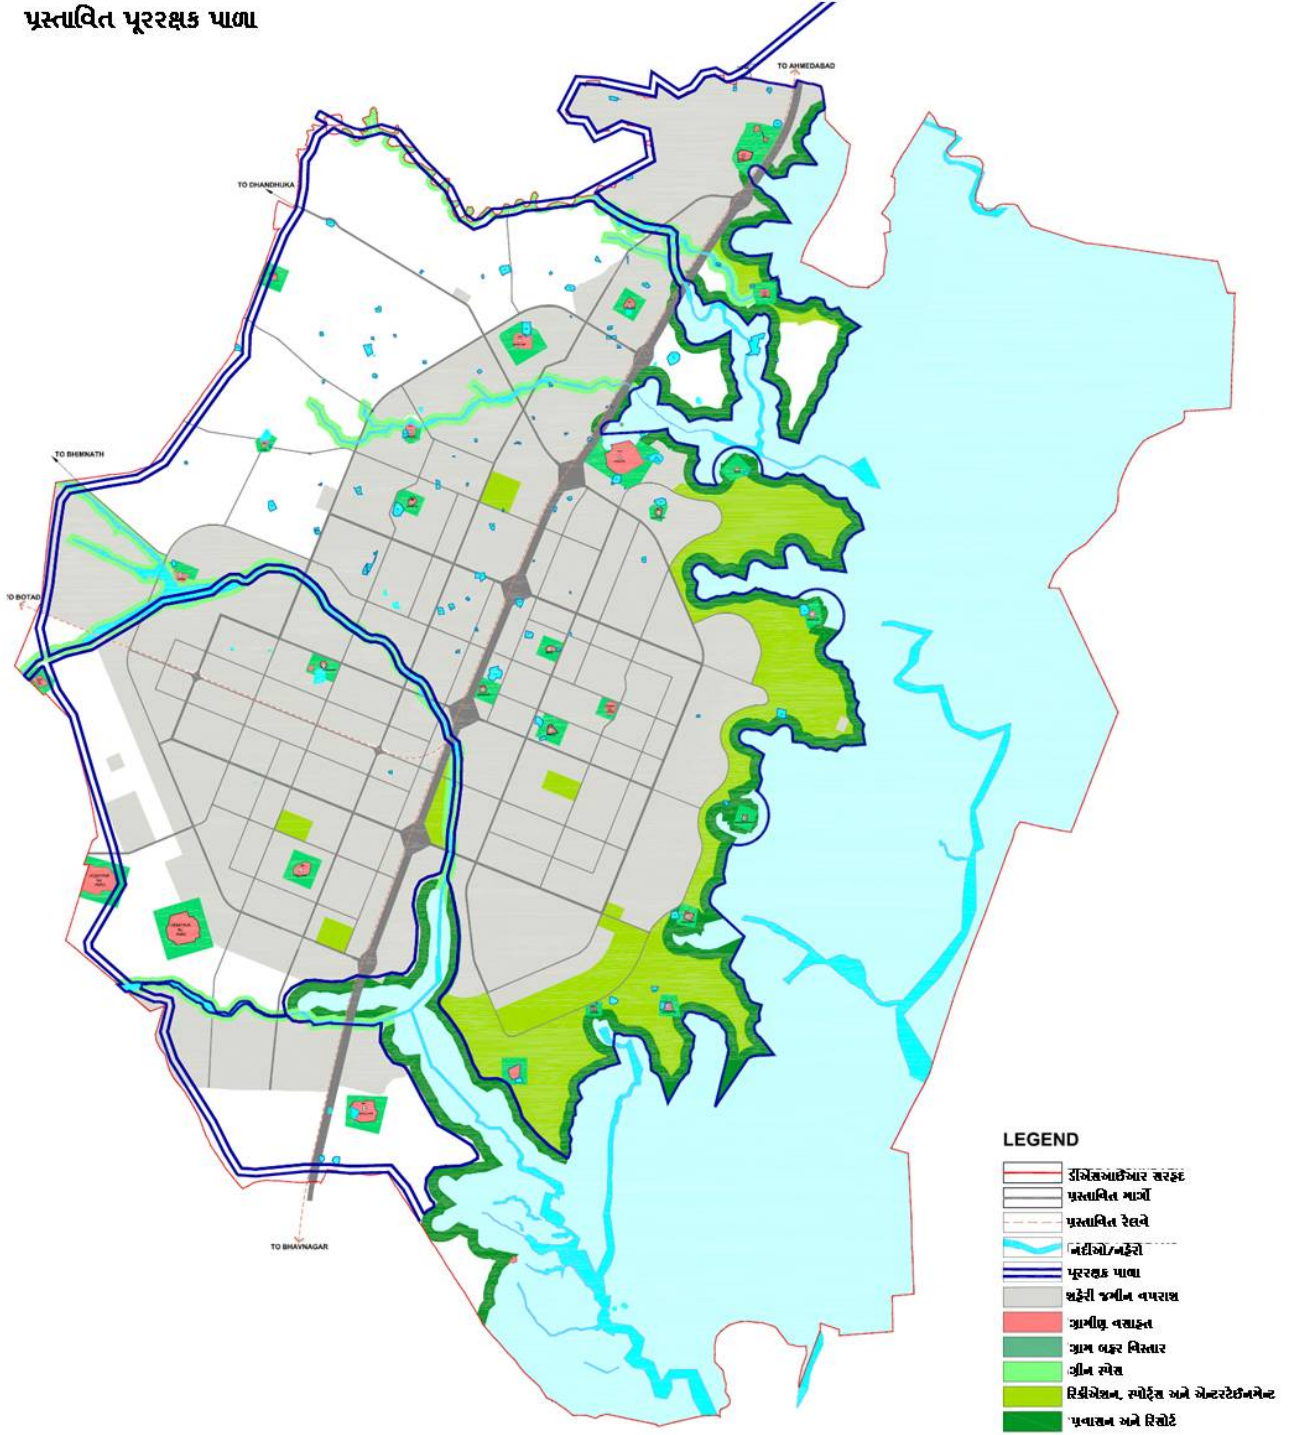 પ્રસ્તાવિત પૂરરક્ષક પાળા
TO AHMEDABAD
TO DHANDHUKA
TO BHIMNATH
TO BOTAD
TO BHAVNAGAR
LEGEND
ડીએસઆઈઆર સરહદ
પ્રસ્તાવિત માર્ગો
પ્રસ્તાવિત રેલવે
નદીઓ/નહેરો
પૂરરક્ષક પાળા
શહેરી જમીન વપરાશ
ગ્રામીણ વસાહત
ગ્રામ બફર વિસ્તાર
ગ્રીન સ્પેસ
રિક્રીએશન, સ્પોર્ટ્સ અને એન્ટરટેઈનમેન્ટ
પ્રવાસન અને રિસોર્ટ